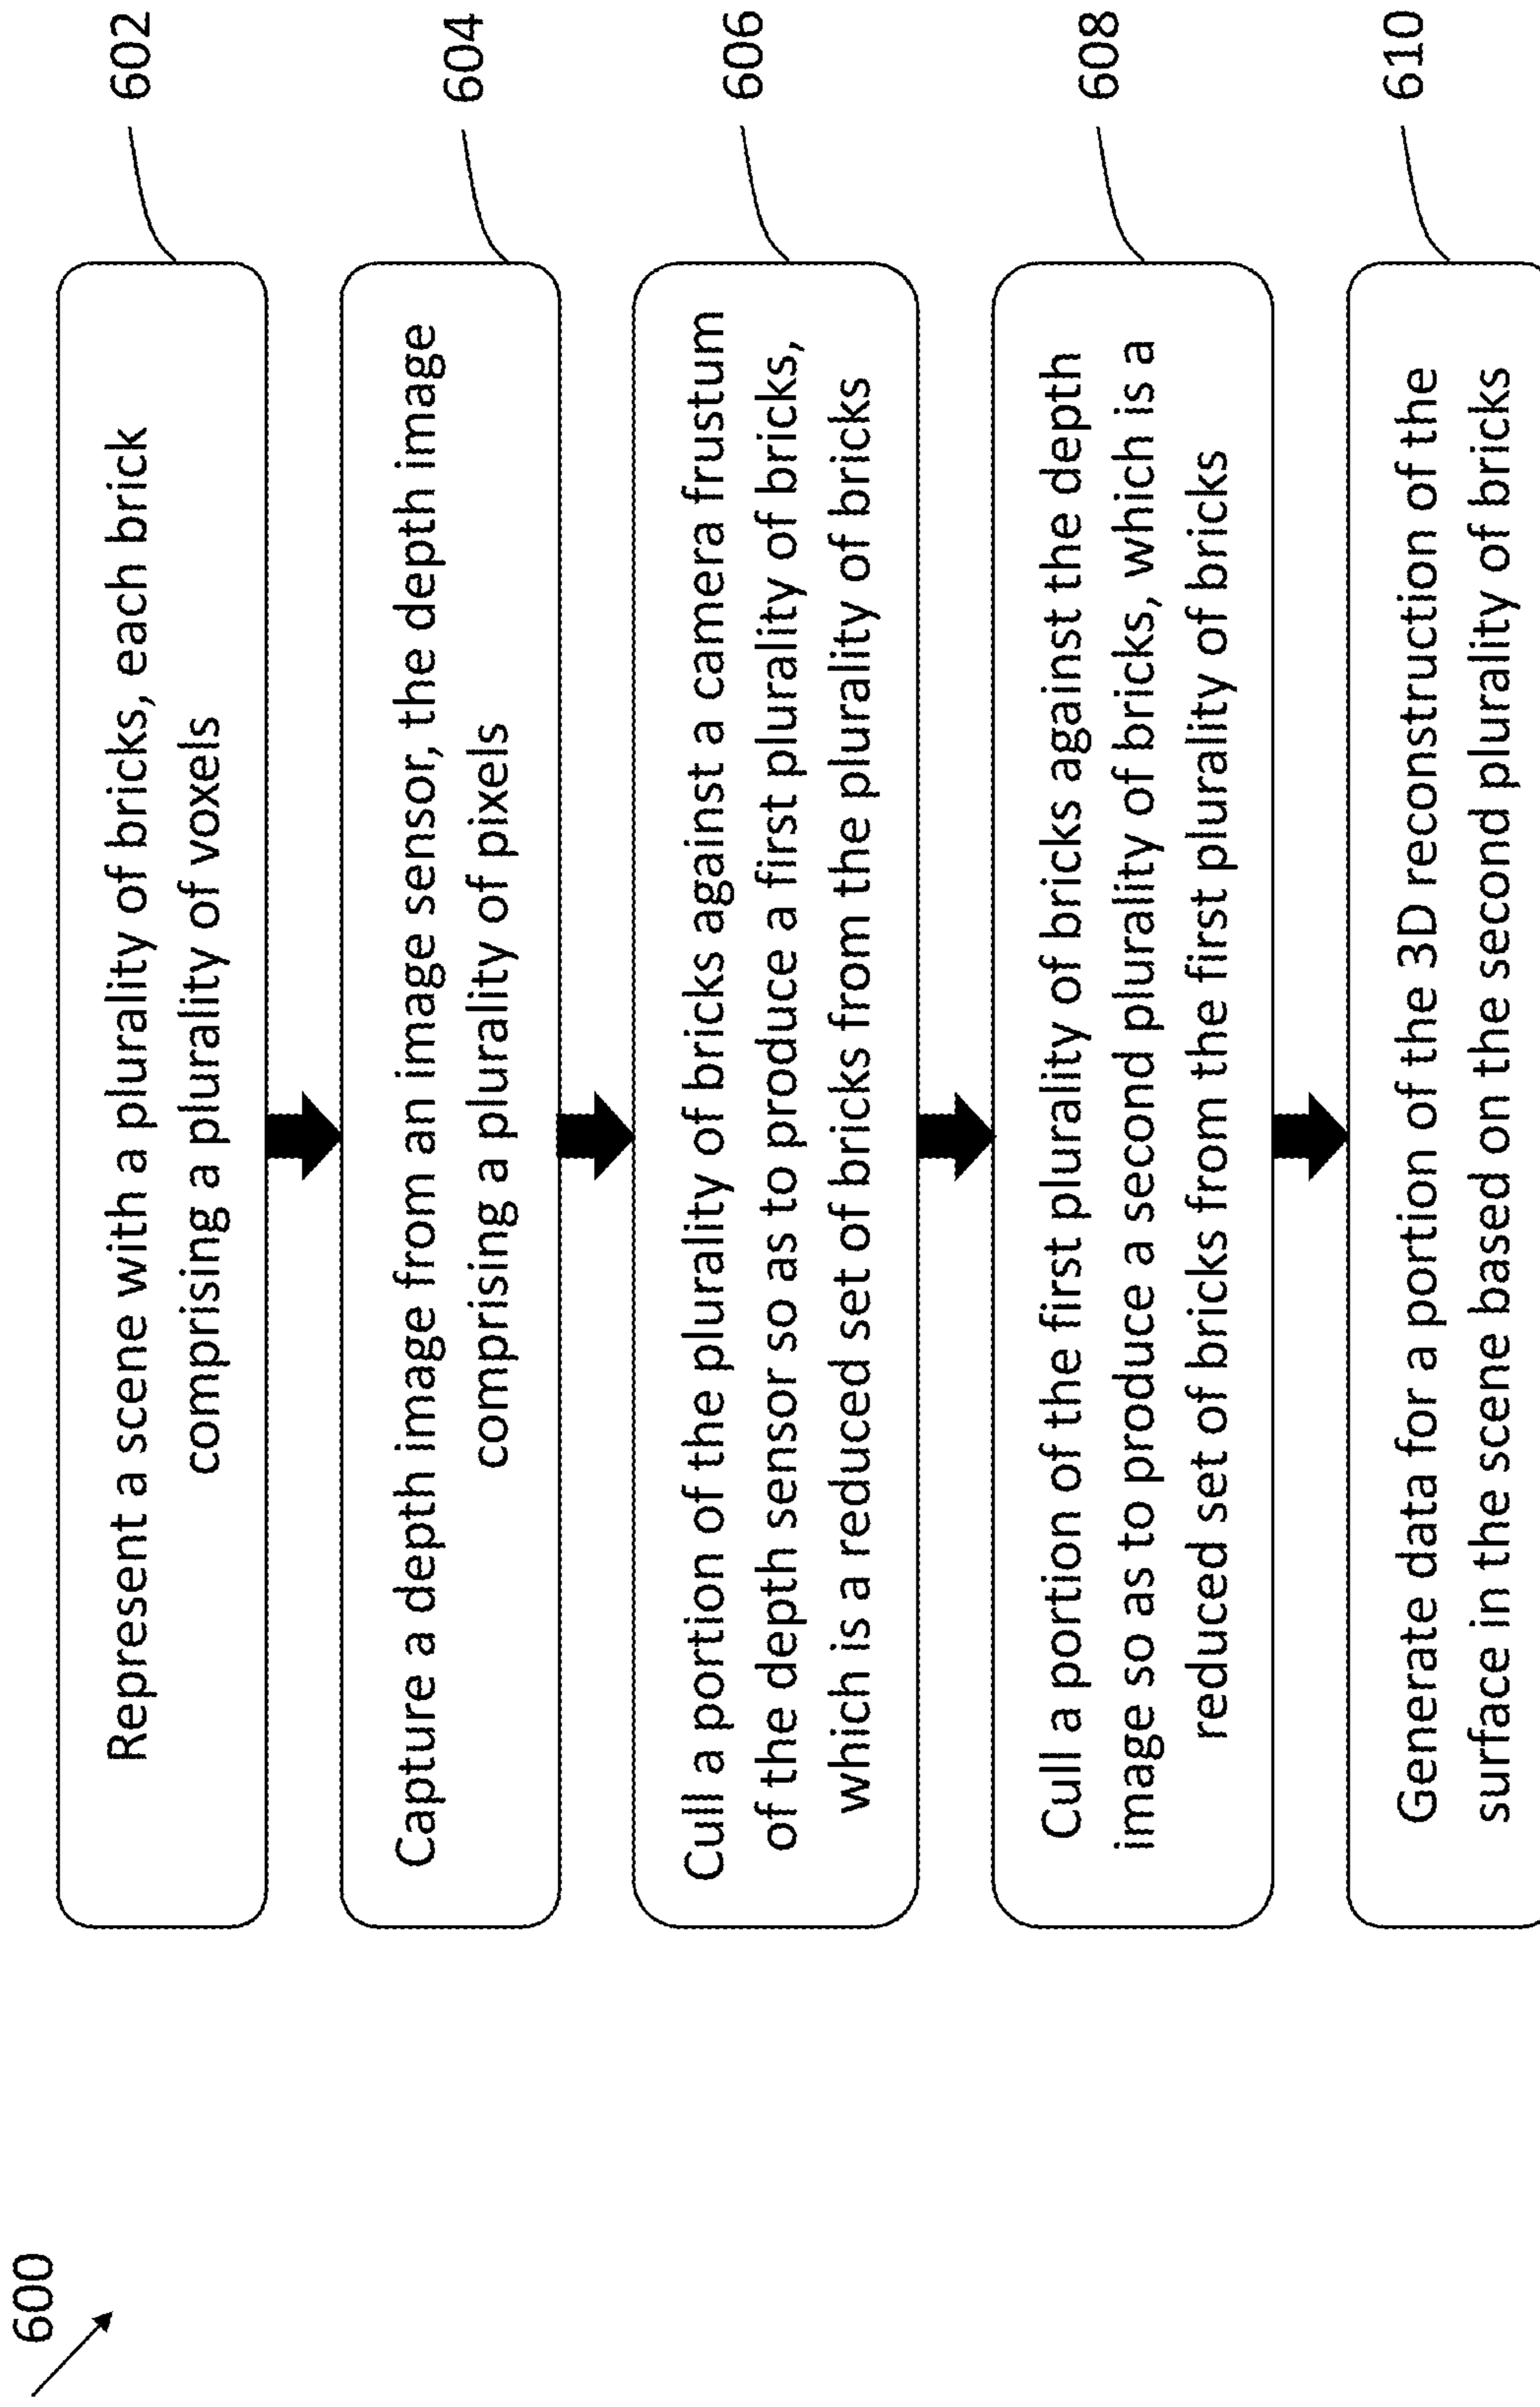 600
Represent a scene with a plurality of bricks, each brick
comprising a plurality of voxels
602
Capture a depth image from an image sensor, the depth image
comprising a plurality of pixels
604
Cull a portion of the plurality of bricks against a camera frustum
of the depth sensor so as to produce a first plurality of bricks,
which is a reduced set of bricks from the plurality of bricks
606
Cull a portion of the first plurality of bricks against the depth
image so as to produce a second plurality of bricks, which is a
reduced set of bricks from the first plurality of bricks
608
Generate data for a portion of the 3D reconstruction of the
surface in the scene based on the second plurality of bricks
610